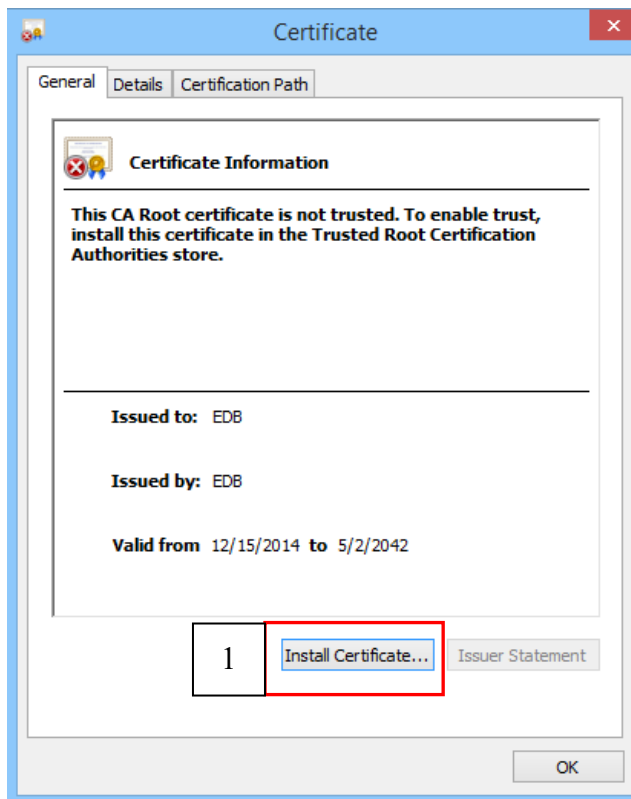 Certificate
General Details Certification Path
Certificate Information
This CA Root certificate is not trusted. To enable trust,
install this certificate in the Trusted Root Certification
Authorities store.
Issued to: EDB
Issued by: EDB
Valid from 12/15/2014 to 5/2/2042
1 Install Certificate... Issuer Statement
OK